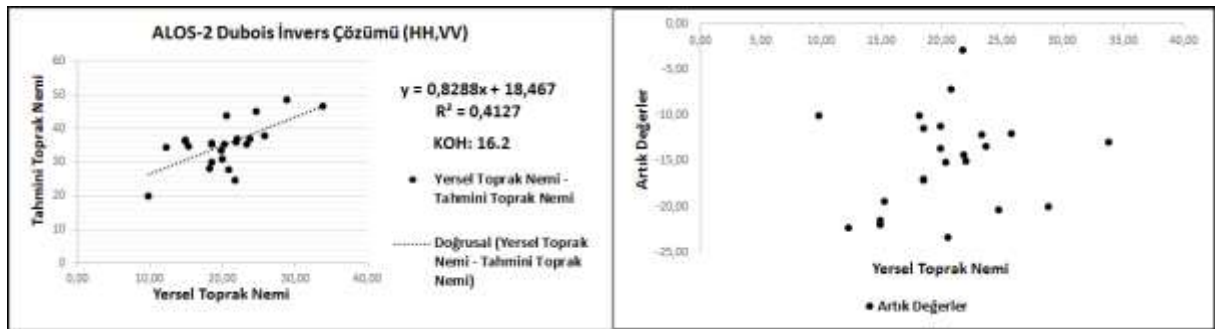 ALOS-2 Dubois İnvers Çözümü (HH,VV)
Tahmini Toprak Nemi
60
50
40
30
20
10
0
0,00 10,00 20,00 30,00 40,00
Yersel Toprak Nemi
y = 0,8288x + 18,467
R² = 0,4127
KOH: 16.2
Yersel Toprak Nemi -
Tahmini Toprak Nemi
Doğrusal (Yersel Toprak
Nemi - Tahmini Toprak
Nemi)
Artık Değerler
0,00
-5,00
-10,00
-15,00
-20,00
-25,00
0,00 5,00 10,00 15,00 20,00 25,00 30,00 35,00 40,00
Yersel Toprak Nemi
Artık Değerler